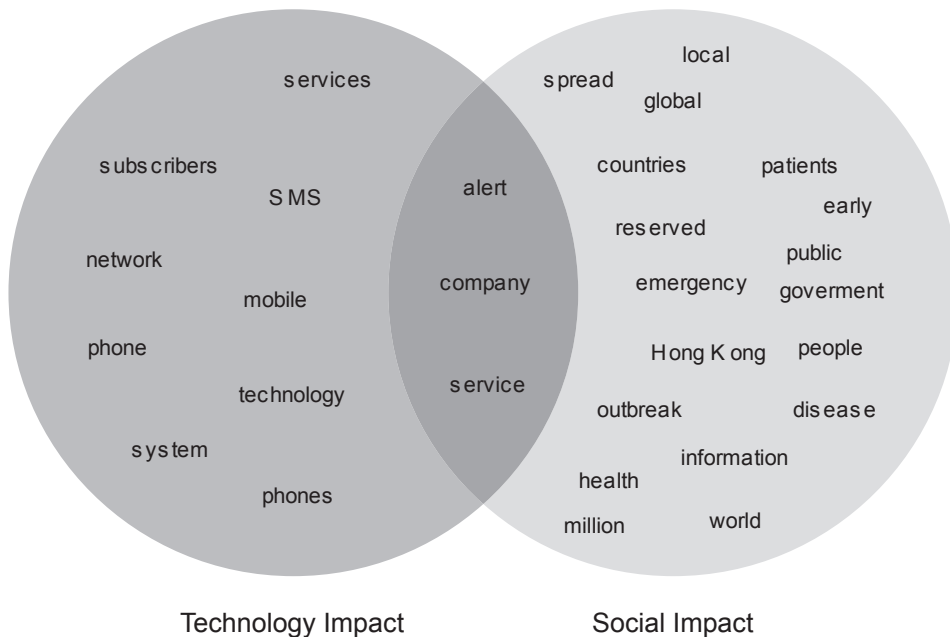 services
subscribers
SMS
network
mobile
phone
technology
system
phones
alert
company
service
local
spread
global
countries
patients
early
reserved
public
emergency
goverment
Hong Kong
people
outbreak
disease
information
health
million
world
Technology Impact
Social Impact